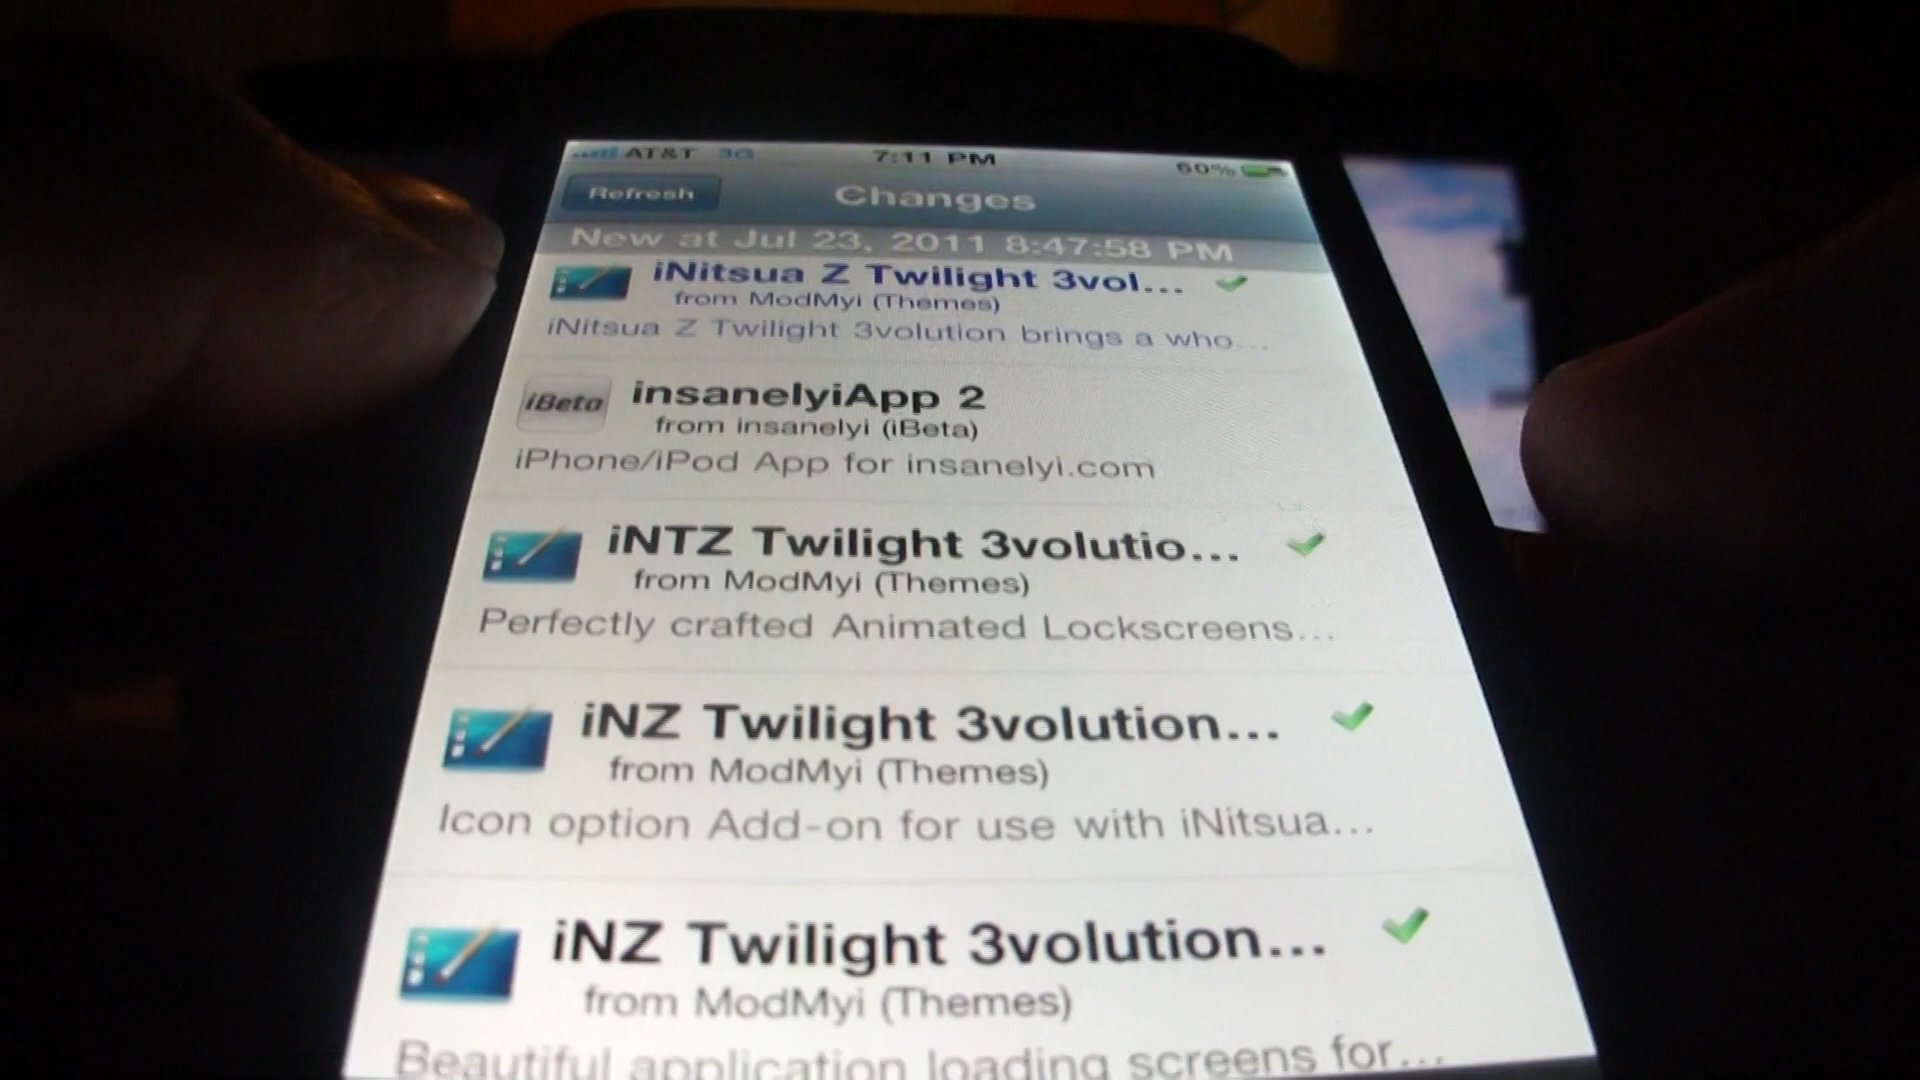 AT&T 3G 7:11 PM 60%
Refresh Changes
New at Jul 23, 2011 8:47:58 PM
iNitsua Z Twilight 3vol...
from ModMyi (Themes)
iNitsua Z Twilight 3volution brings a who...
iBeta insanelyiApp 2
from insanelyi (iBeta)
iPhone/iPod App for insanelyi.com
iNTZ Twilight 3volutio...
from ModMyi (Themes)
Perfectly crafted Animated Lockscreens...
iNZ Twilight 3volution...
from ModMyi (Themes)
Icon option Add-on for use with iNitsua...
iNZ Twilight 3volution...
from ModMyi (Themes)
Beautiful application loading screens for...